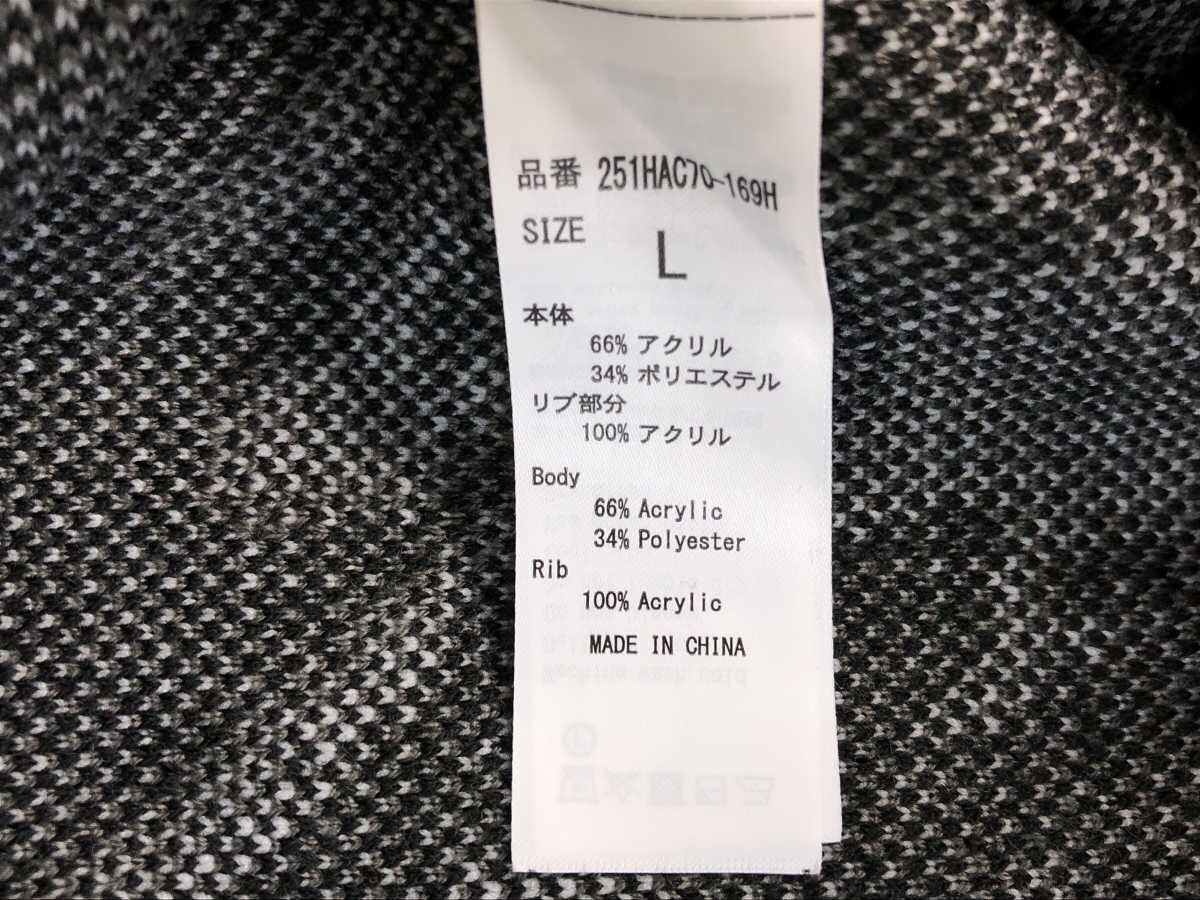 品番 251HAC70-169H
SIZE L
本体
66% アクリル
34% ポリエステル
リブ部分
100% アクリル
Body
66% Acrylic
34% Polyester
Rib
100% Acrylic
MADE IN CHINA